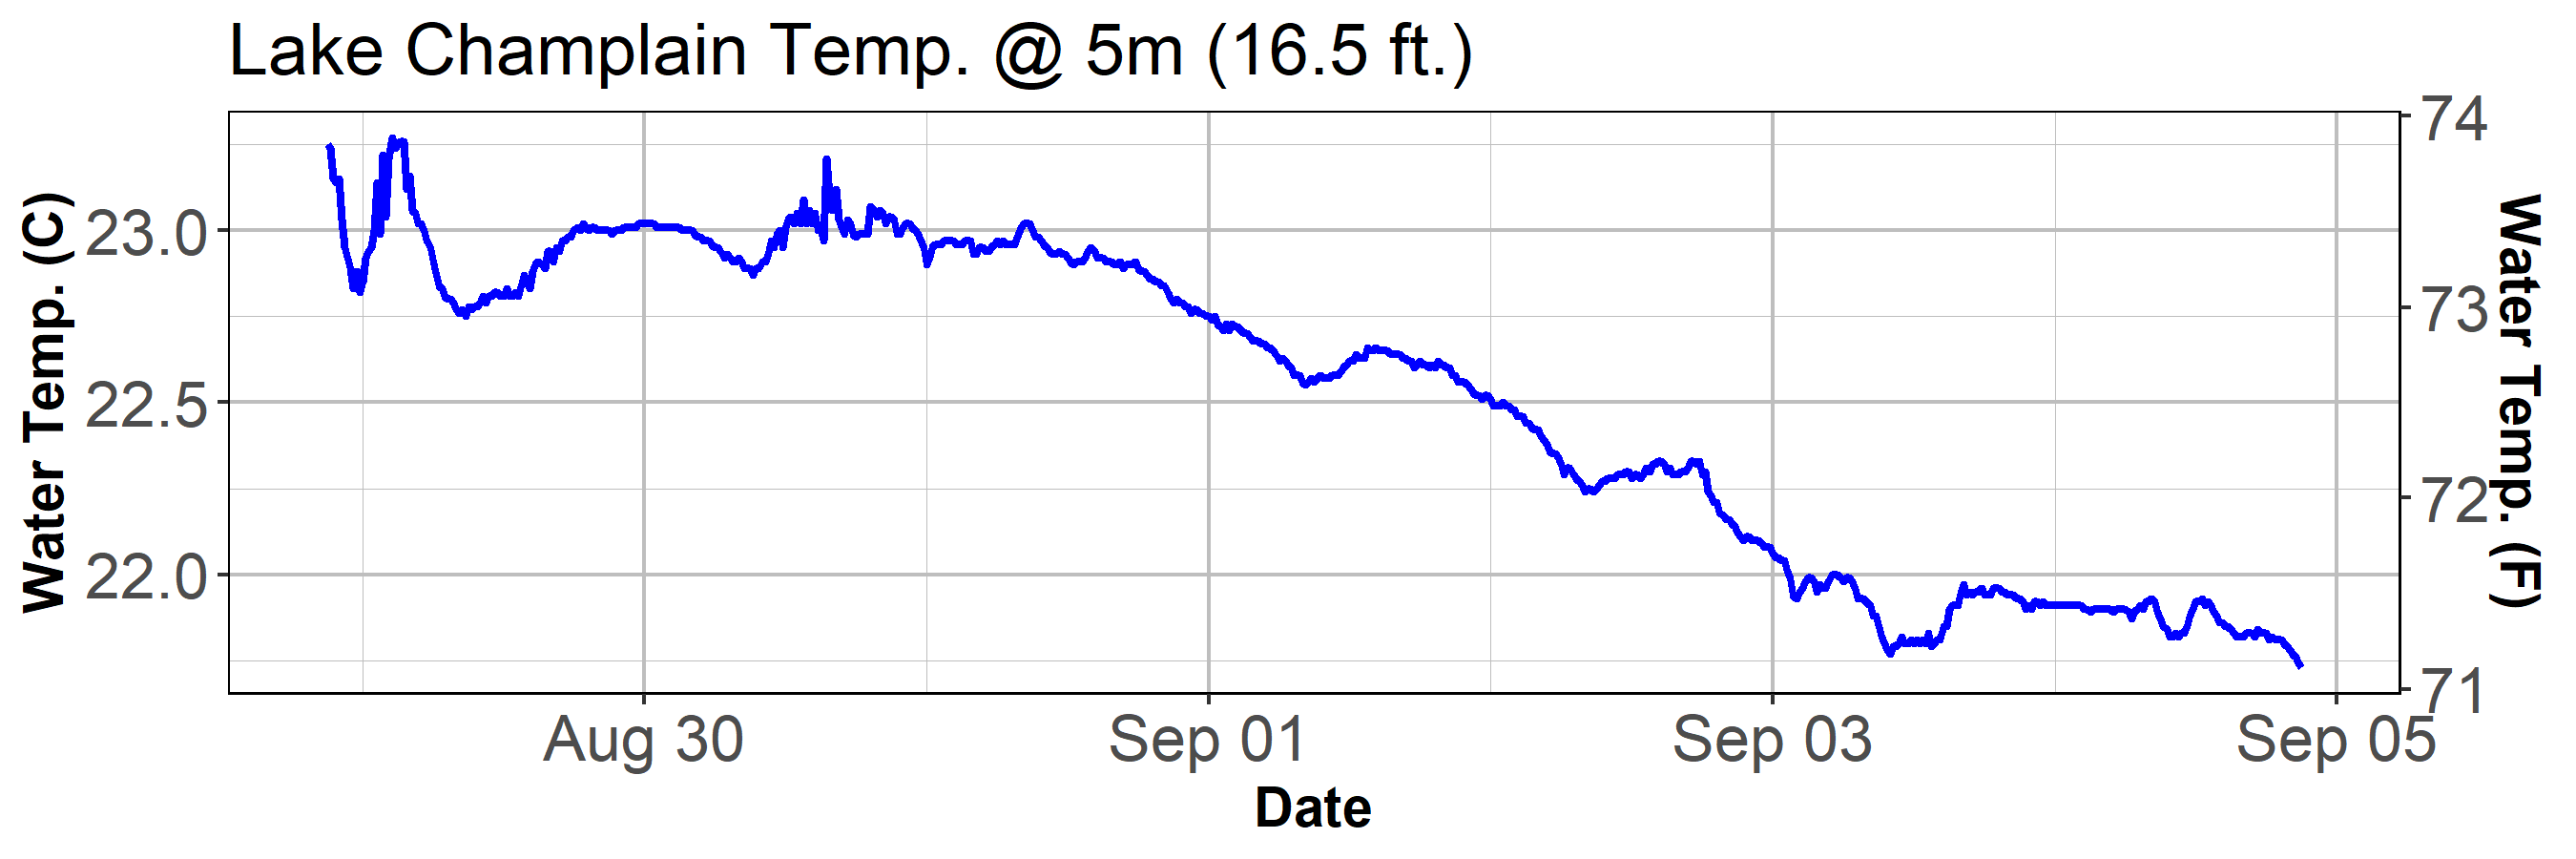 Lake Champlain Temp. @ 5m (16.5 ft.)
Water Temp. (C)
23.0
22.5
22.0
74
73
72
71
Water Temp. (F)
Aug 30
Sep 01
Sep 03
Sep 05
Date